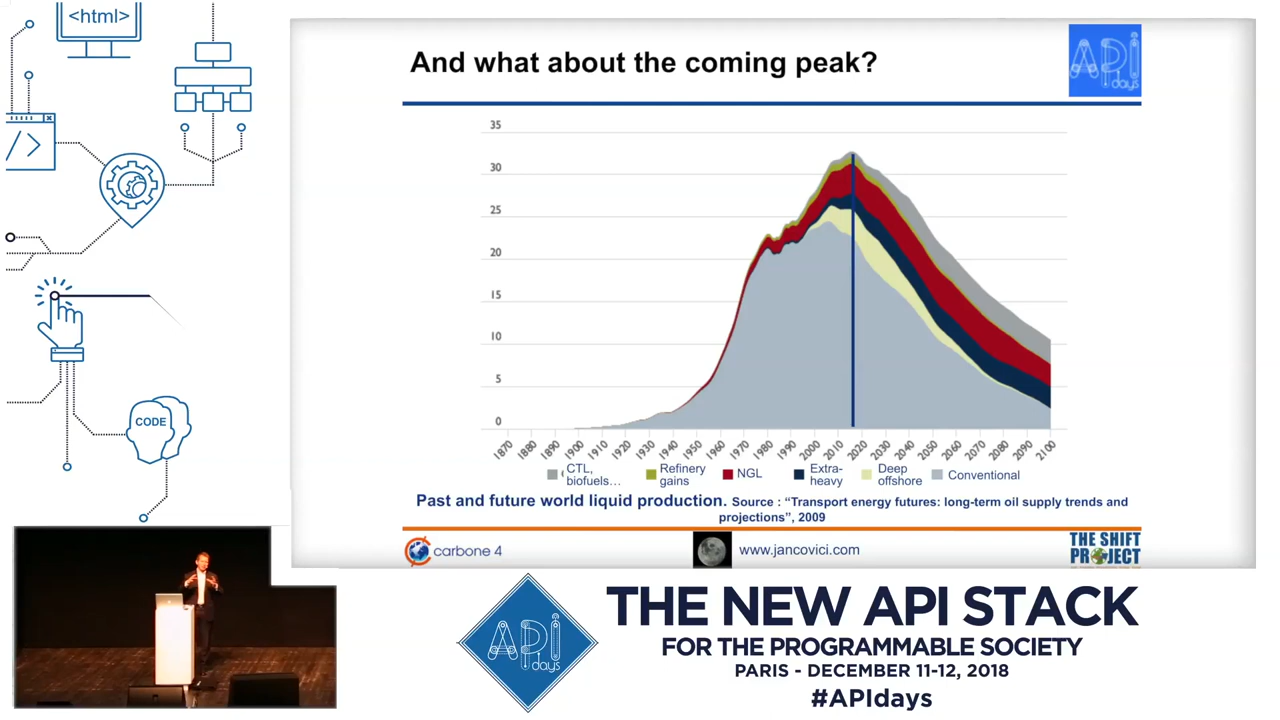 <html>
</>
CODE
And what about the coming peak?
API
days
35
30
25
20
15
10
5
0
1870 1880 1890 1900 1910 1920 1930 1940 1950 1960 1970 1980 1990 2000 2010 2020 2030 2040 2050 2060 2070 2080 2090 2100
CTL, biofuels…
Refinery gains
NGL
Extra-heavy
Deep offshore
Conventional
Past and future world liquid production. Source : “Transport energy futures: long-term oil supply trends and
projections”, 2009
carbone 4
www.jancovici.com
THE SHIFT
PROJECT
API
days
THE NEW API STACK
FOR THE PROGRAMMABLE SOCIETY
PARIS - DECEMBER 11-12, 2018
#APIdays